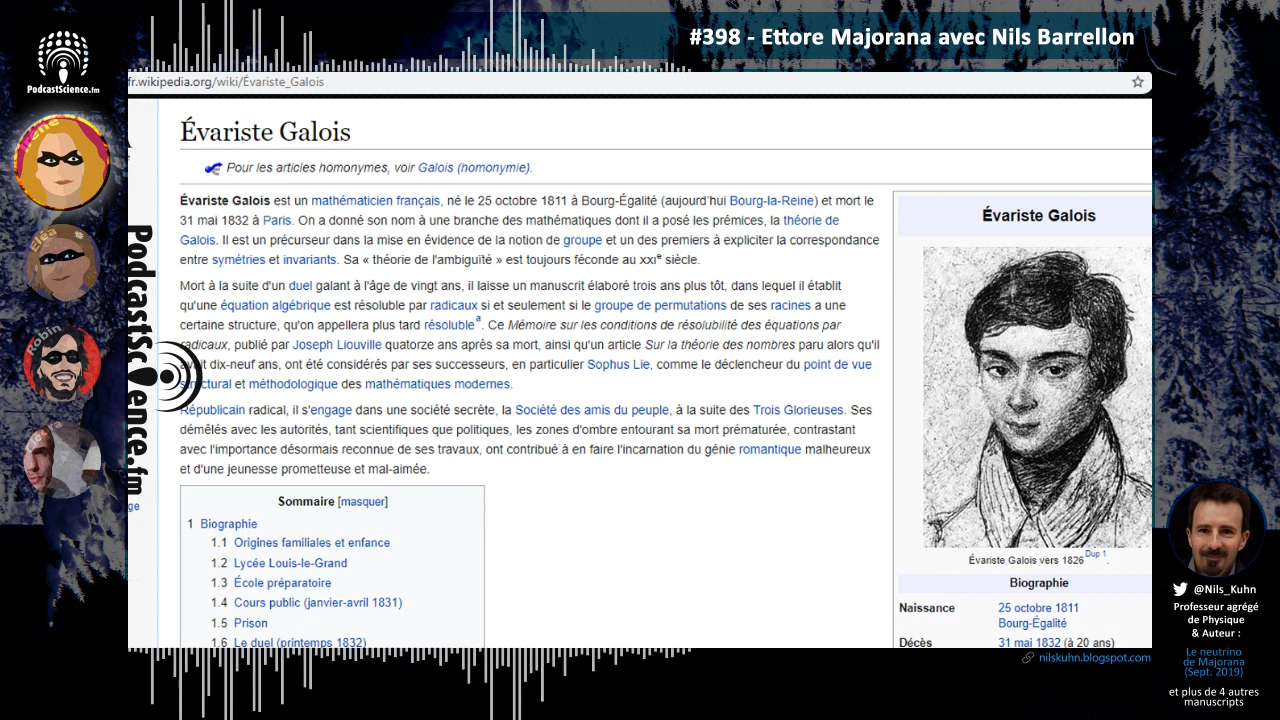 #398 - Ettore Majorana avec Nils Barrellon
PodcastScience.fm
fr.wikipedia.org/wiki/Évariste_Galois
Évariste Galois
Pour les articles homonymes, voir Galois (homonymie).
Évariste Galois est un mathématicien français, né le 25 octobre 1811 à Bourg-Égalité (aujourd'hui Bourg-la-Reine) et mort le
31 mai 1832 à Paris. On a donné son nom à une branche des mathématiques dont il a posé les prémices, la théorie de
Galois. Il est un précurseur dans la mise en évidence de la notion de groupe et un des premiers à expliciter la correspondance
entre symétries et invariants. Sa « théorie de l'ambiguïté » est toujours féconde au XXIe siècle.
Mort à la suite d'un duel galant à l'âge de vingt ans, il laisse un manuscrit élaboré trois ans plus tôt, dans lequel il établit
qu'une équation algébrique est résoluble par radicaux si et seulement si le groupe de permutations de ses racines a une
certaine structure, qu'on appellera plus tard résoluble a. Ce Mémoire sur les conditions de résolubilité des équations par
radicaux, publié par Joseph Liouville quatorze ans après sa mort, ainsi qu'un article Sur la théorie des nombres paru alors qu'il
avait dix-neuf ans, ont été considérés par ses successeurs, en particulier Sophus Lie, comme le déclencheur du point de vue
structural et méthodologique des mathématiques modernes.
Républicain radical, il s'engage dans une société secrète, la Société des amis du peuple, à la suite des Trois Glorieuses. Ses
démêlés avec les autorités, tant scientifiques que politiques, les zones d'ombre entourant sa mort prématurée, contrastant
avec l'importance désormais reconnue de ses travaux, ont contribué à en faire l'incarnation du génie romantique malheureux
et d'une jeunesse prometteuse et mal-aimée.
Sommaire [masquer]
1 Biographie
1.1 Origines familiales et enfance
1.2 Lycée Louis-le-Grand
1.3 École préparatoire
1.4 Cours public (janvier-avril 1831)
1.5 Prison
1.6 Le duel (printemps 1832)
Évariste Galois
Évariste Galois vers 1826 Dup 1.
Biographie
Naissance 25 octobre 1811
Bourg-Égalité
Décès 31 mai 1832 (à 20 ans)
PodcastScience.fm
Robin
ge
@Nils_Kuhn
Professeur agrégé
de Physique
& Auteur :
Le neutrino
de Majorana
(Sept. 2019)
et plus de 4 autres
manuscripts
nilskuhn.blogspot.com